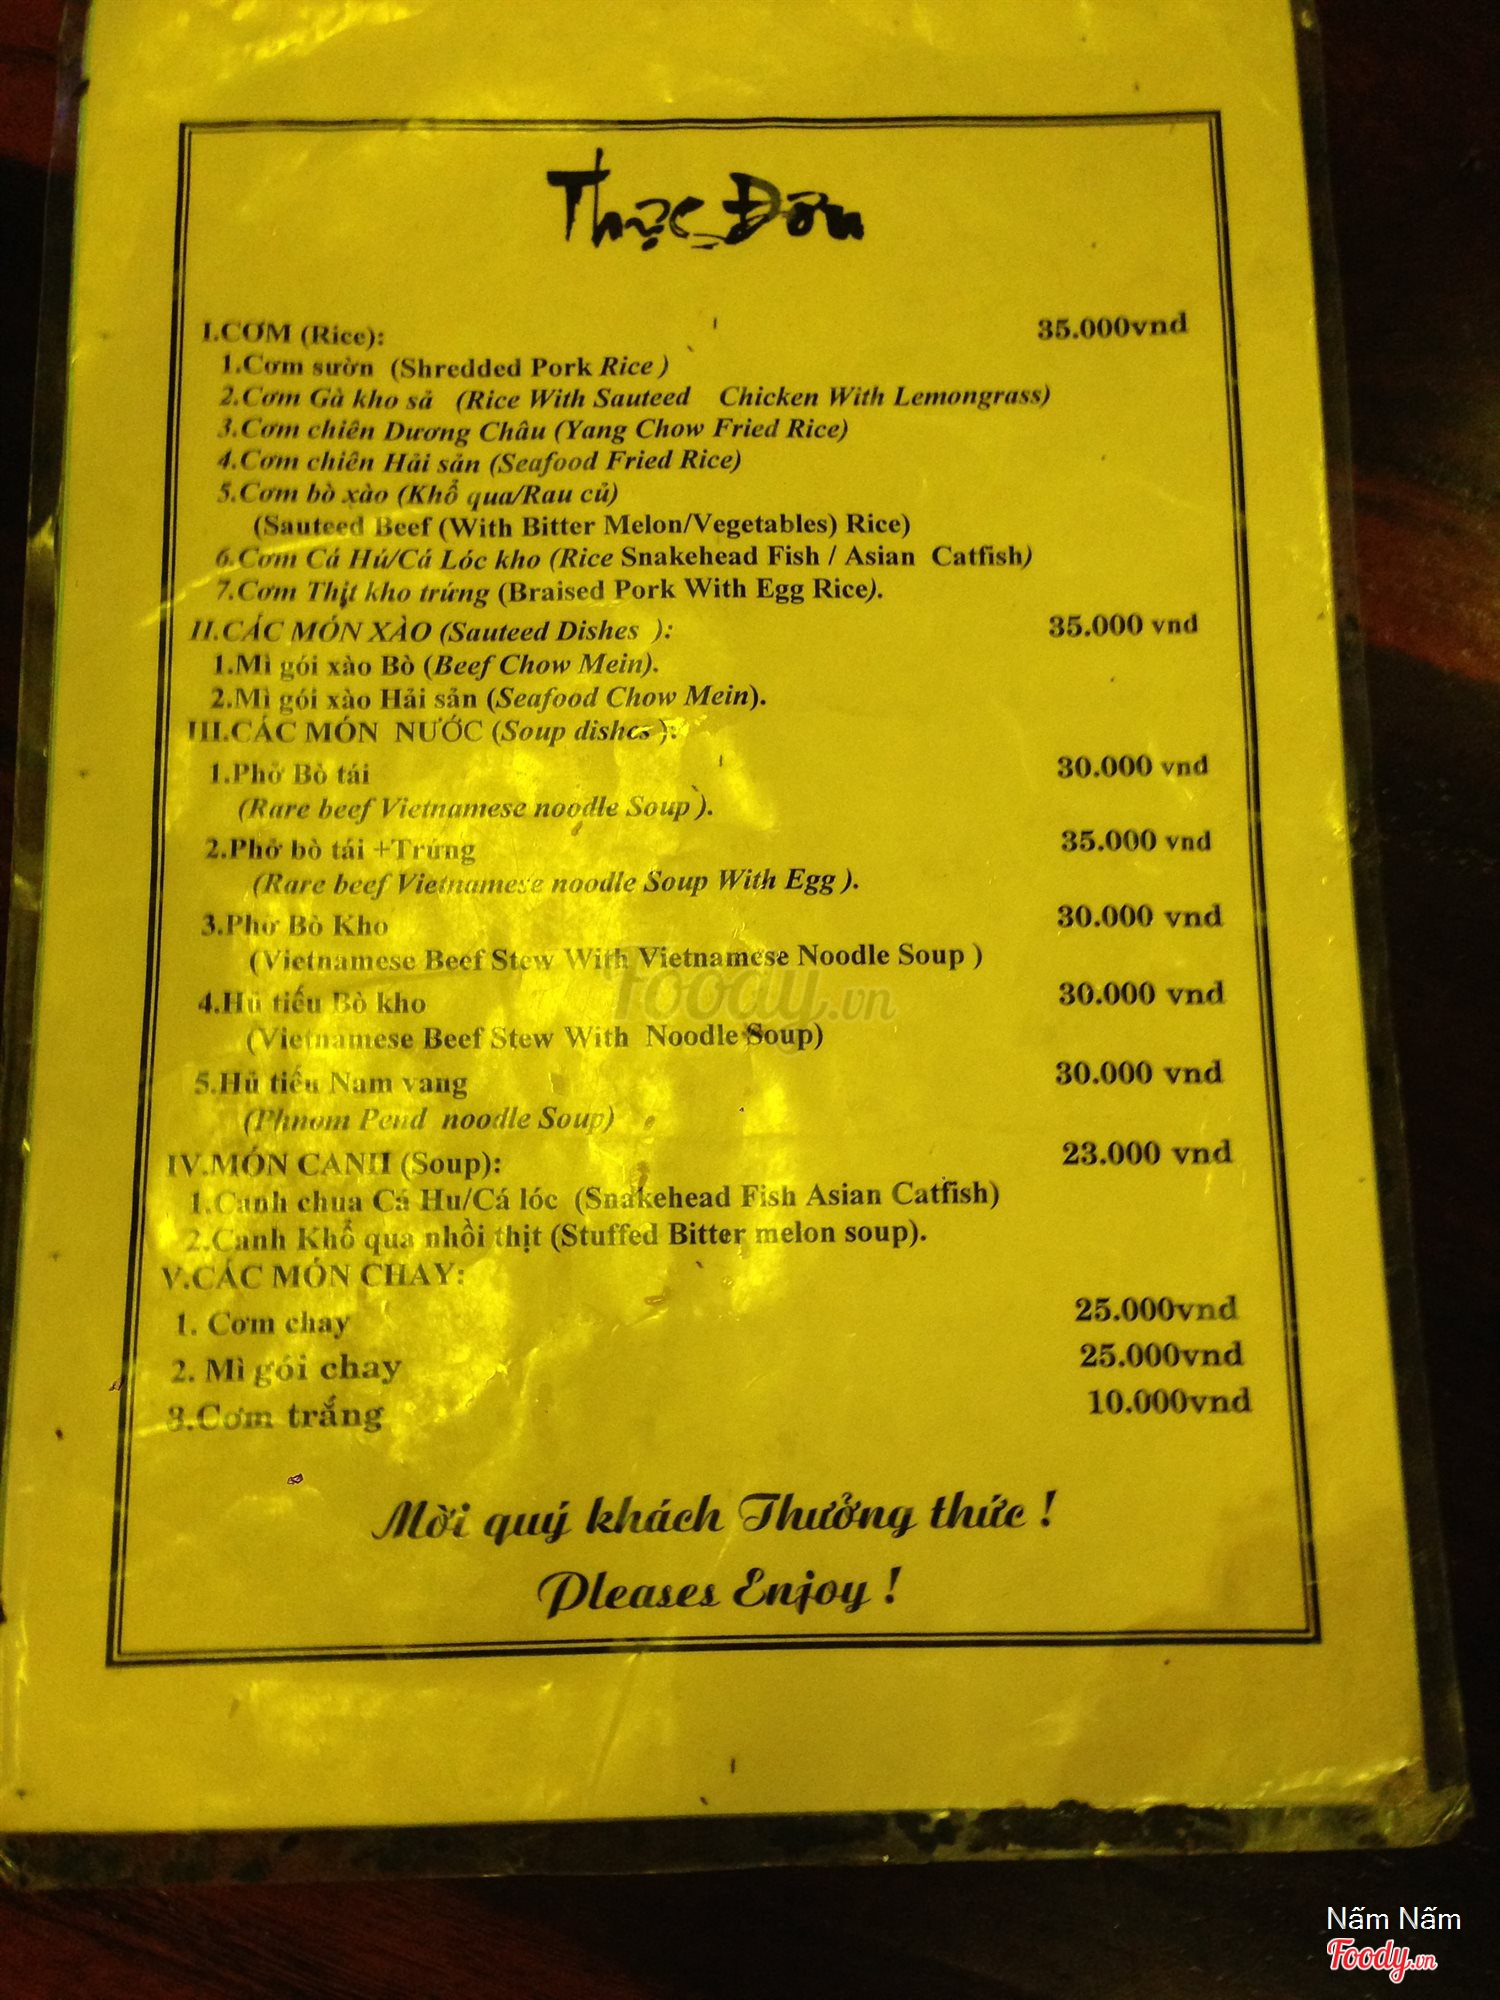 Thực Đơn
I.CƠM (Rice): 35.000vnd
1.Cơm sườn (Shredded Pork Rice )
2.Cơm Gà kho sả (Rice With Sauteed Chicken With Lemongrass)
3.Cơm chiên Dương Châu (Yang Chow Fried Rice)
4.Cơm chiên Hải sản (Seafood Fried Rice)
5.Cơm bò xào (Khổ qua/Rau củ)
(Sauteed Beef (With Bitter Melon/Vegetables) Rice)
6.Cơm Cá Hú/Cá Lóc kho (Rice Snakehead Fish / Asian Catfish)
7.Cơm Thịt kho trứng (Braised Pork With Egg Rice).
II.CÁC MÓN XÀO (Sauteed Dishes ): 35.000 vnd
1.Mì gói xào Bò (Beef Chow Mein).
2.Mì gói xào Hải sản (Seafood Chow Mein).
III.CÁC MÓN NƯỚC (Soup dishes ):
1.Phở Bò tái 30.000 vnd
(Rare beef Vietnamese noodle Soup ).
2.Phở bò tái +Trứng 35.000 vnd
(Rare beef Vietnamese noodle Soup With Egg ).
3.Phở Bò Kho 30.000 vnd
(Vietnamese Beef Stew With Vietnamese Noodle Soup )
4.Hủ tiếu Bò kho 30.000 vnd
(Vietnamese Beef Stew With Noodle Soup)
5.Hủ tiếu Nam vang 30.000 vnd
(Phnom Pend noodle Soup)
IV.MÓN CANH (Soup): 23.000 vnd
1.Canh chua Cá Hu/Cá lóc (Snakehead Fish Asian Catfish)
2.Canh Khổ qua nhồi thịt (Stuffed Bitter melon soup).
V.CÁC MÓN CHAY:
1. Cơm chay 25.000vnd
2. Mì gói chay 25.000vnd
3.Cơm trắng 10.000vnd
Mời quý khách Thưởng thức !
Pleases Enjoy !
Foody.vn
Nấm Nấm
Foody.vn